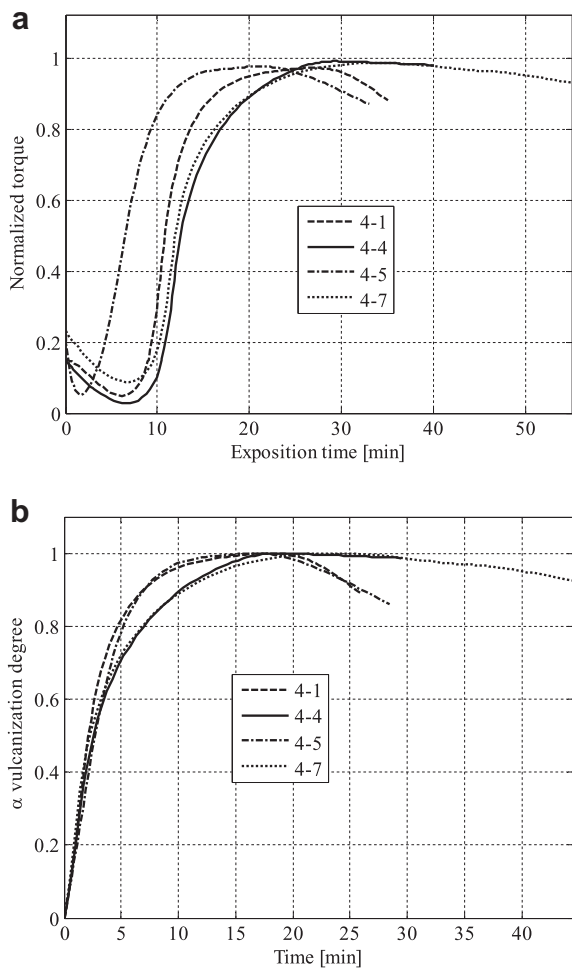 a
1.2
1
0.8
0.6
0.4
0.2
0
Normalized torque
4-1
4-4
4-5
4-7
0 10 20 30 40 50
Exposition time [min]
b
1
0.8
0.6
0.4
0.2
0
α vulcanization degree
4-1
4-4
4-5
4-7
0 5 10 15 20 25 30 35 40
Time [min]